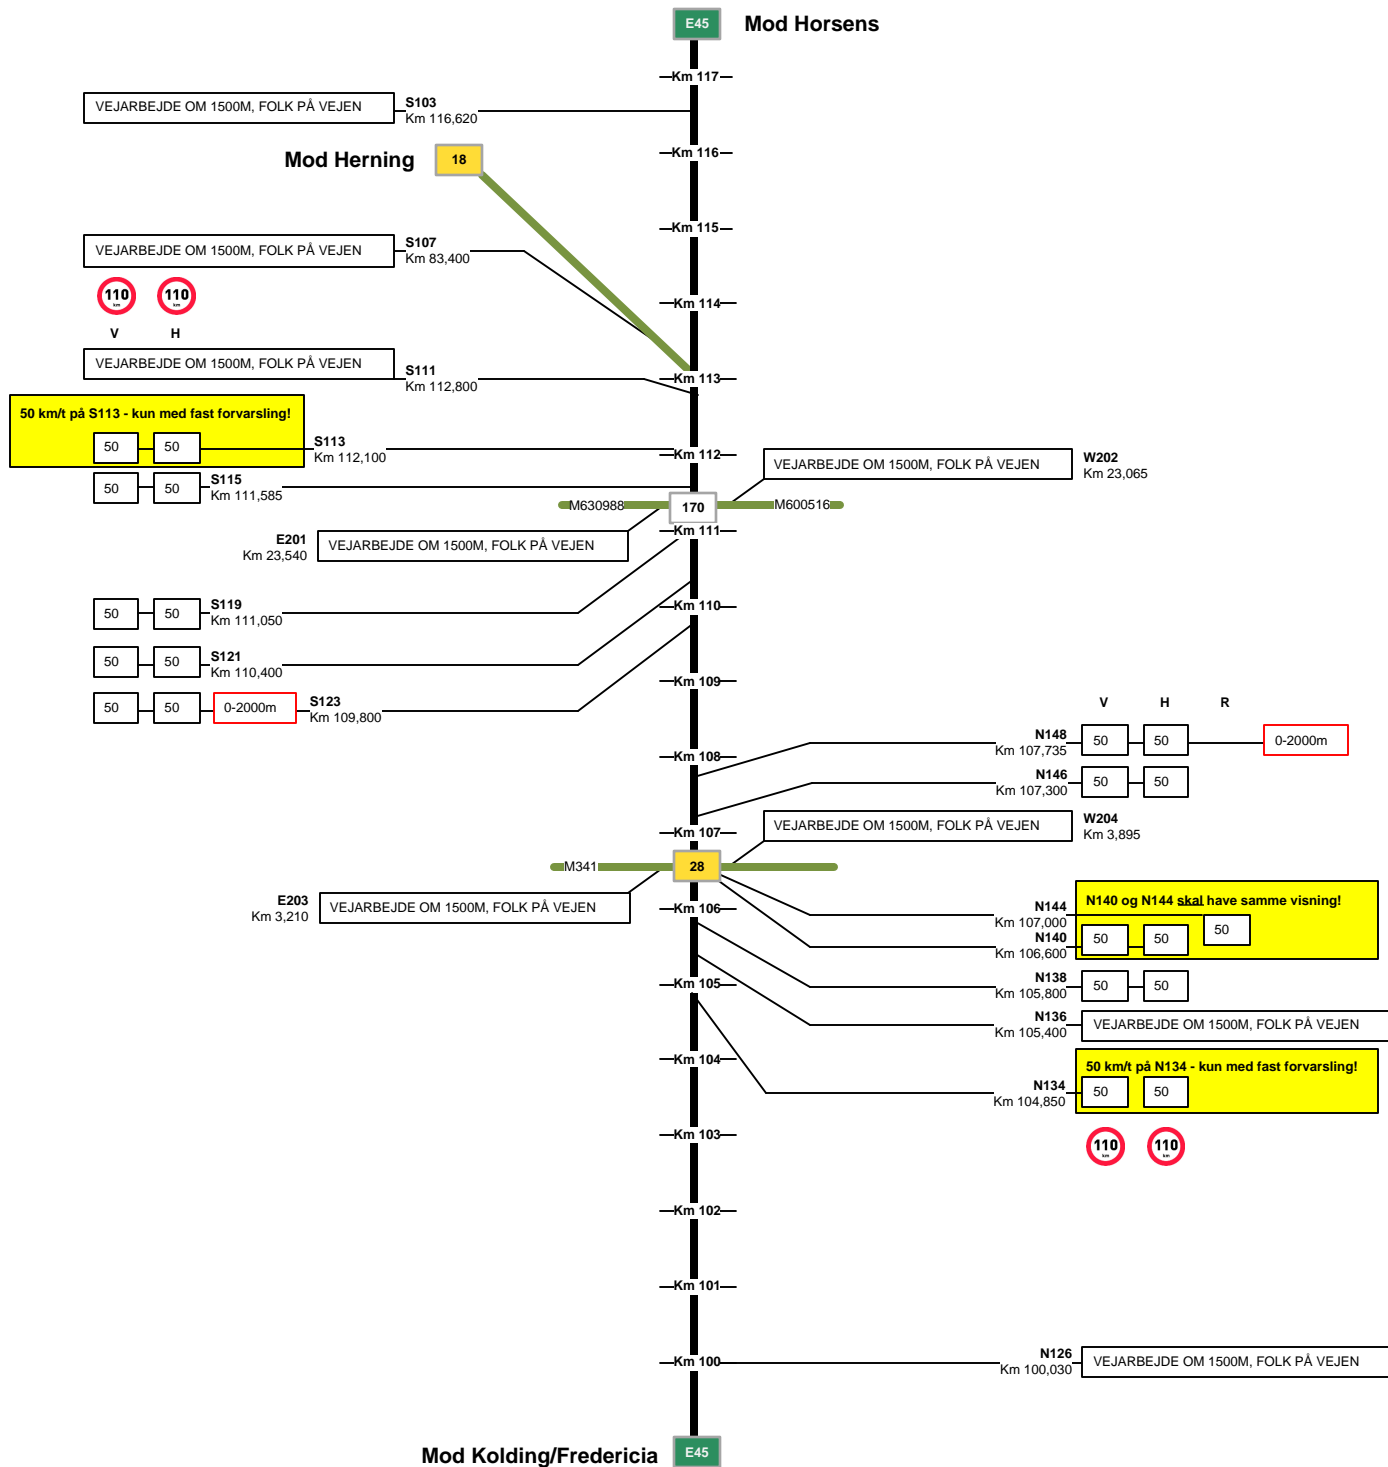 E45 Mod Horsens
Km 117
VEJARBEJDE OM 1500M, FOLK PÅ VEJEN
S103
Km 116,620
Mod Herning 18
Km 116
Km 115
VEJARBEJDE OM 1500M, FOLK PÅ VEJEN
S107
Km 83,400
110 km
110 km
V H
Km 114
VEJARBEJDE OM 1500M, FOLK PÅ VEJEN
S111
Km 112,800
Km 113
50 km/t på S113 - kun med fast forvarsling!
50 50
S113
Km 112,100
Km 112
VEJARBEJDE OM 1500M, FOLK PÅ VEJEN
W202
Km 23,065
50 50
S115
Km 111,585
M630988 170 M600516
Km 111
E201
Km 23,540
VEJARBEJDE OM 1500M, FOLK PÅ VEJEN
50 50
S119
Km 111,050
Km 110
50 50
S121
Km 110,400
Km 109
50 50 0-2000m
S123
Km 109,800
V H R
N148
Km 107,735
50 50 0-2000m
Km 108
N146
Km 107,300
50 50
Km 107
VEJARBEJDE OM 1500M, FOLK PÅ VEJEN
W204
Km 3,895
M341 28
E203
Km 3,210
VEJARBEJDE OM 1500M, FOLK PÅ VEJEN
Km 106
N144
Km 107,000
N140 og N144 skal have samme visning!
50
N140
Km 106,600
50 50
N138
Km 105,800
50 50
Km 105
N136
Km 105,400
VEJARBEJDE OM 1500M, FOLK PÅ VEJEN
Km 104
50 km/t på N134 - kun med fast forvarsling!
N134
Km 104,850
50 50
110 km
110 km
Km 103
Km 102
Km 101
Km 100
N126
Km 100,030
VEJARBEJDE OM 1500M, FOLK PÅ VEJEN
Mod Kolding/Fredericia E45